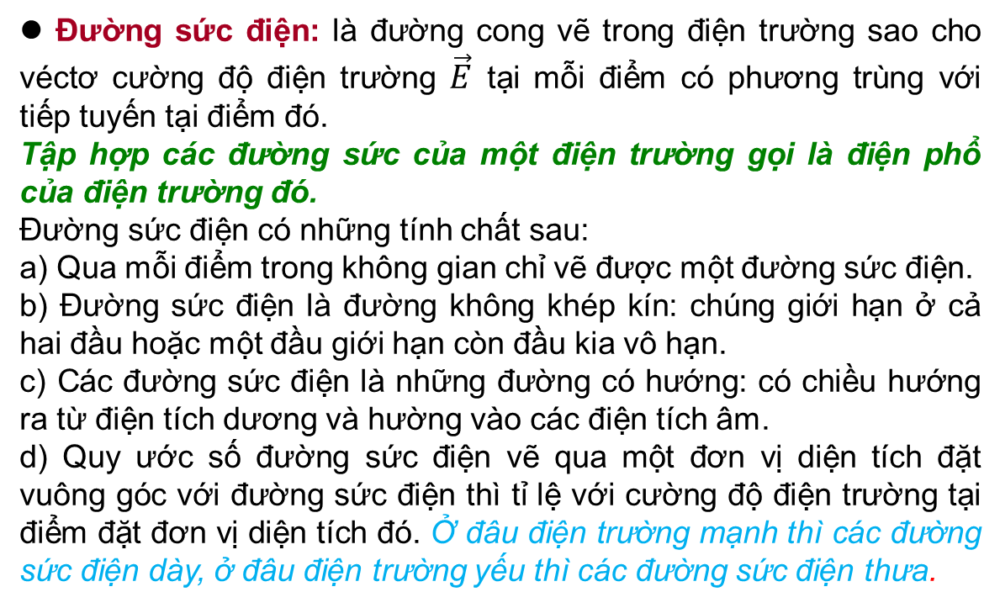 ● Đường sức điện: là đường cong vẽ trong điện trường sao cho
véctơ cường độ điện trường $\vec{E}$ tại mỗi điểm có phương trùng với
tiếp tuyến tại điểm đó.
Tập hợp các đường sức của một điện trường gọi là điện phổ
của điện trường đó.
Đường sức điện có những tính chất sau:
a) Qua mỗi điểm trong không gian chỉ vẽ được một đường sức điện.
b) Đường sức điện là đường không khép kín: chúng giới hạn ở cả
hai đầu hoặc một đầu giới hạn còn đầu kia vô hạn.
c) Các đường sức điện là những đường có hướng: có chiều hướng
ra từ điện tích dương và hường vào các điện tích âm.
d) Quy ước số đường sức điện vẽ qua một đơn vị diện tích đặt
vuông góc với đường sức điện thì tỉ lệ với cường độ điện trường tại
điểm đặt đơn vị diện tích đó. Ở đâu điện trường mạnh thì các đường
sức điện dày, ở đâu điện trường yếu thì các đường sức điện thưa.